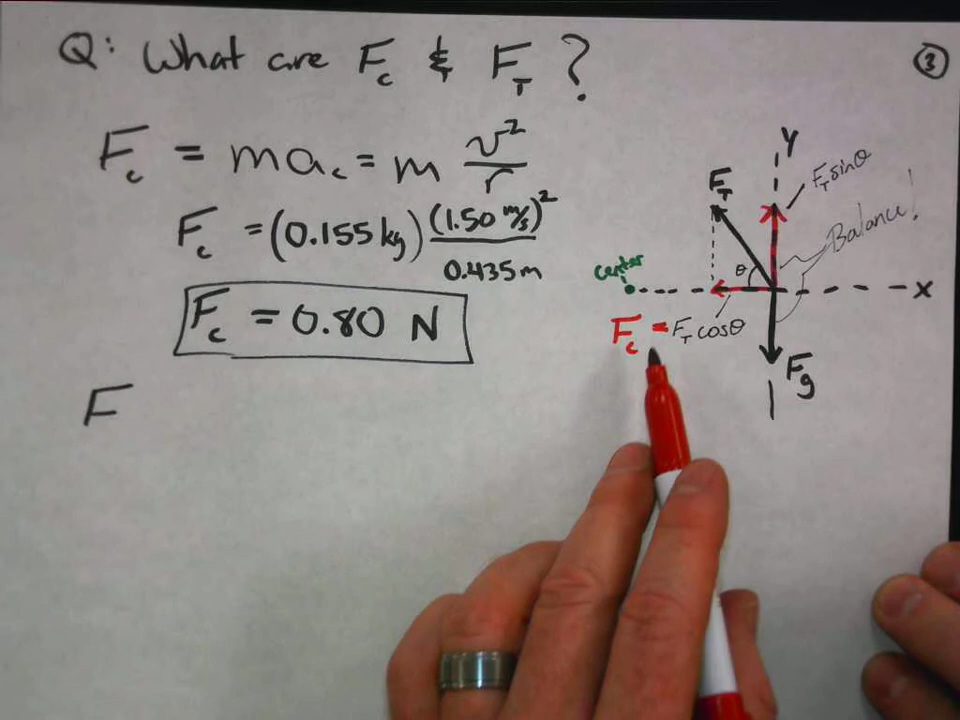 Q: What are Fc & FT ?
③
Fc = mac = m v²/r
Fc = (0.155 kg) (1.50 m/s)²/0.435m
Fc = 0.80 N
F
y
FT
FT sinθ
Balance!
center
θ
x
Fc = FT cosθ
Fg